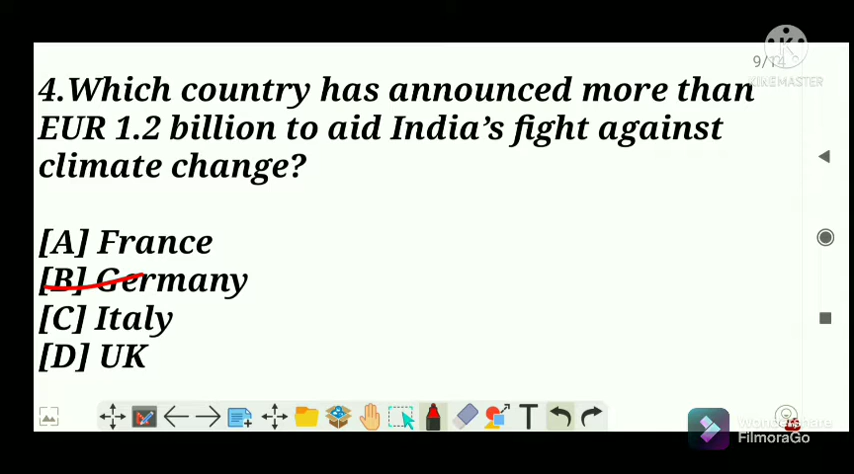 9/14
KINEMASTER
4.Which country has announced more than
EUR 1.2 billion to aid India's fight against
climate change?
[A] France
[B] Germany
[C] Italy
[D] UK
T
wondershare
FilmoraGo